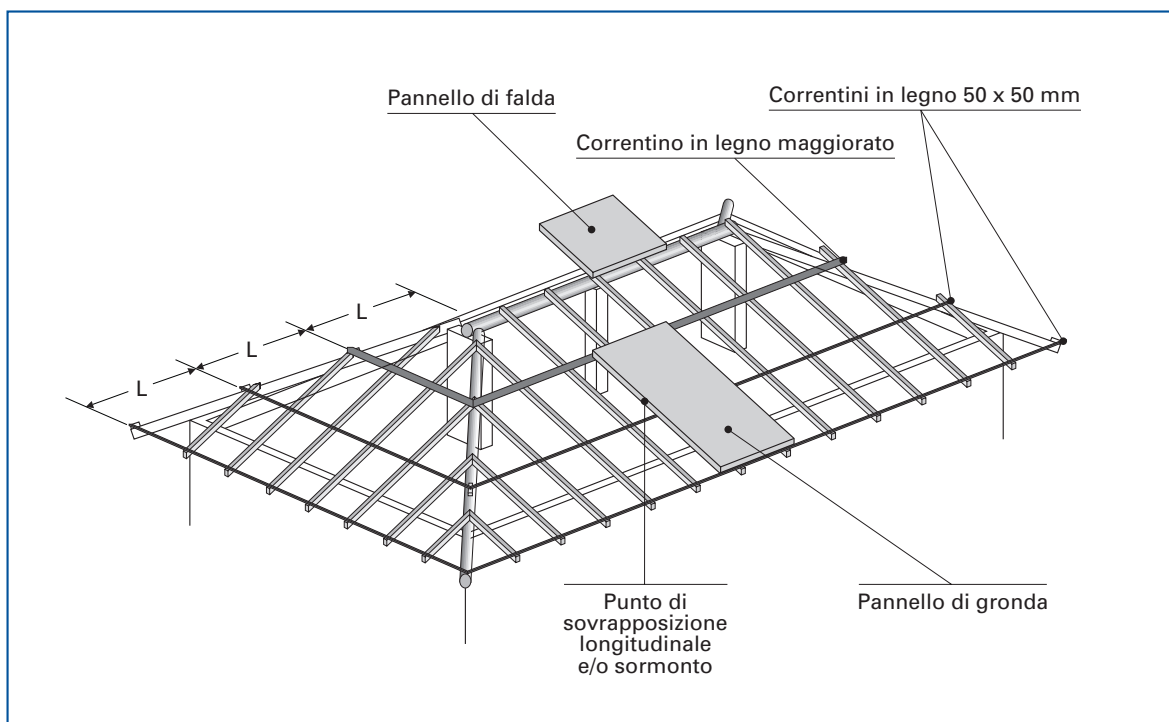 Pannello di falda
Correntini in legno 50 x 50 mm
Correntino in legno maggiorato
L
L
L
Punto di
sovrapposizione
longitudinale
e/o sormonto
Pannello di gronda